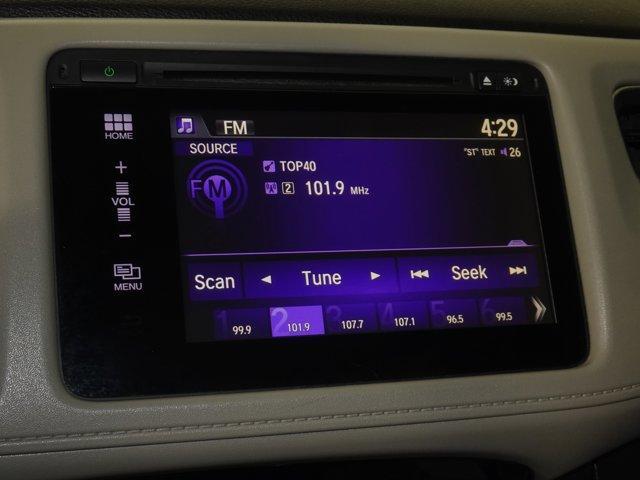 FM
4:29
HOME
SOURCE
"ST" TEXT 26
TOP40
FM
2 101.9 MHz
+
VOL
−
MENU
Scan Tune Seek
1 99.9 2 101.9 3 107.7 4 107.1 5 96.5 6 99.5